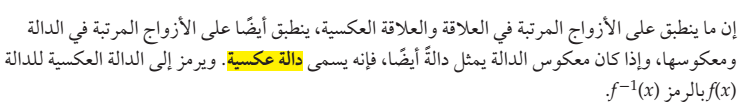 إن ما ينطبق على الأزواج المرتبة في العلاقة والعلاقة العكسية، ينطبق أيضًا على الأزواج المرتبة في الدالة
ومعكوسها، وإذا كان معكوس الدالة يمثل دالةً أيضًا، فإنه يسمى دالة عكسية. ويرمز إلى الدالة العكسية للدالة
f(x) بالرمز f⁻¹(x).